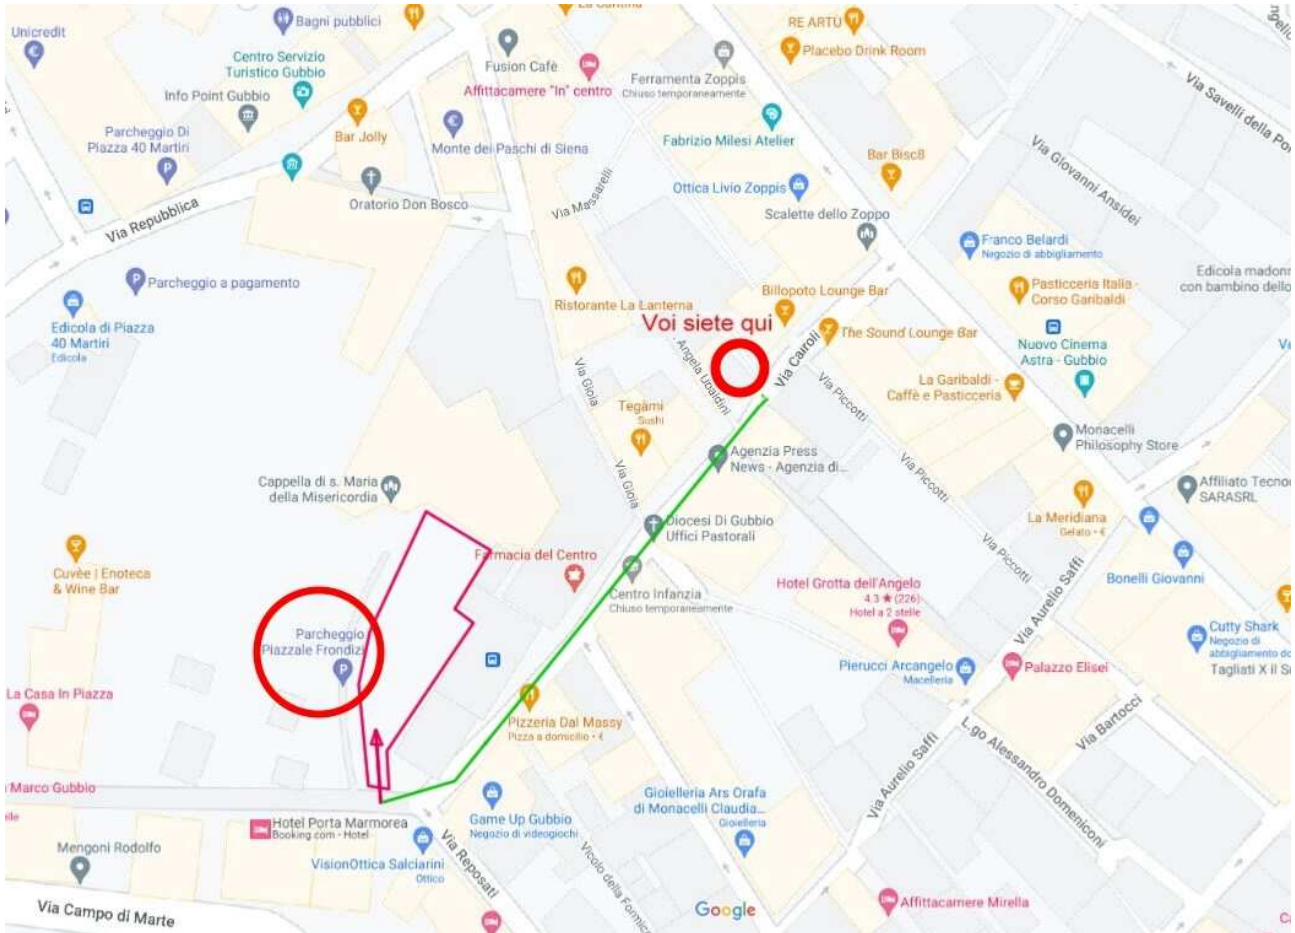 La Cantina
Unicredit
Bagni pubblici
Centro Servizio
Turistico Gubbio
Info Point Gubbio
Parcheggio Di
Piazza 40 Martiri
Bar Jolly
Fusion Cafè
Affittacamere "In" centro
Monte dei Paschi di Siena
Oratorio Don Bosco
RE ARTÙ
Placebo Drink Room
Ferramenta Zoppis
Chiuso temporaneamente
Fabrizio Milesi Atelier
Bar Bisc8
Ottica Livio Zoppis
Scalette dello Zoppo
Via Savelli della Por
Via Giovanni Ansidei
Via Massarelli
Via Repubblica
Parcheggio a pagamento
Edicola di Piazza
40 Martiri
Edicola
Ristorante La Lanterna
Billopoto Lounge Bar
Voi siete qui
The Sound Lounge Bar
Franco Belardi
Negozio di abbigliamento
Pasticceria Italia -
Corso Garibaldi
Edicola madonn
con bambino dello
Nuovo Cinema
Astra - Gubbio
Ve
Via Cairoli
Angela Ubaldini
Via Gioia
Via Piccotti
La Garibaldi -
Caffè e Pasticceria
Tegàmi
Sushi
Monacelli
Philosophy Store
Agenzia Press
News - Agenzia di...
Via Gioia
Via Piccotti
Affiliato Tecnoc
SARASRL
Cappella di s. Maria
della Misericordia
La Meridiana
Gelato · €
Diocesi Di Gubbio
Uffici Pastorali
Via Piccotti
Farmacia del Centro
Centro Infanzia
Chiuso temporaneamente
Cuvèe | Enoteca
& Wine Bar
Hotel Grotta dell'Angelo
4.3 ★ (226)
Hotel a 2 stelle
Via Aurelio Saffi
Bonelli Giovanni
Parcheggio
Piazzale Frondizi
Cutty Shark
Negozio di
abbigliamento do
Tagliati X il S
Pierucci Arcangelo
Macelleria
Palazzo Elisei
La Casa In Piazza
Pizzeria Dal Massy
Pizza a domicilio · €
Via Bartocci
L.go Alessandro Domeniconi
Via Aurelio Saffi
Marco Gubbio
Gioielleria Ars Orafa
di Monacelli Claudia...
Gioielleria
Hotel Porta Marmorea
Booking.com - Hotel
Game Up Gubbio
Negozio di videogiochi
VisionOttica Salciarini
Ottico
Mengoni Rodolfo
Via Reposati
Vicolo della Formica
Via Campo di Marte
Google
Affittacamere Mirella